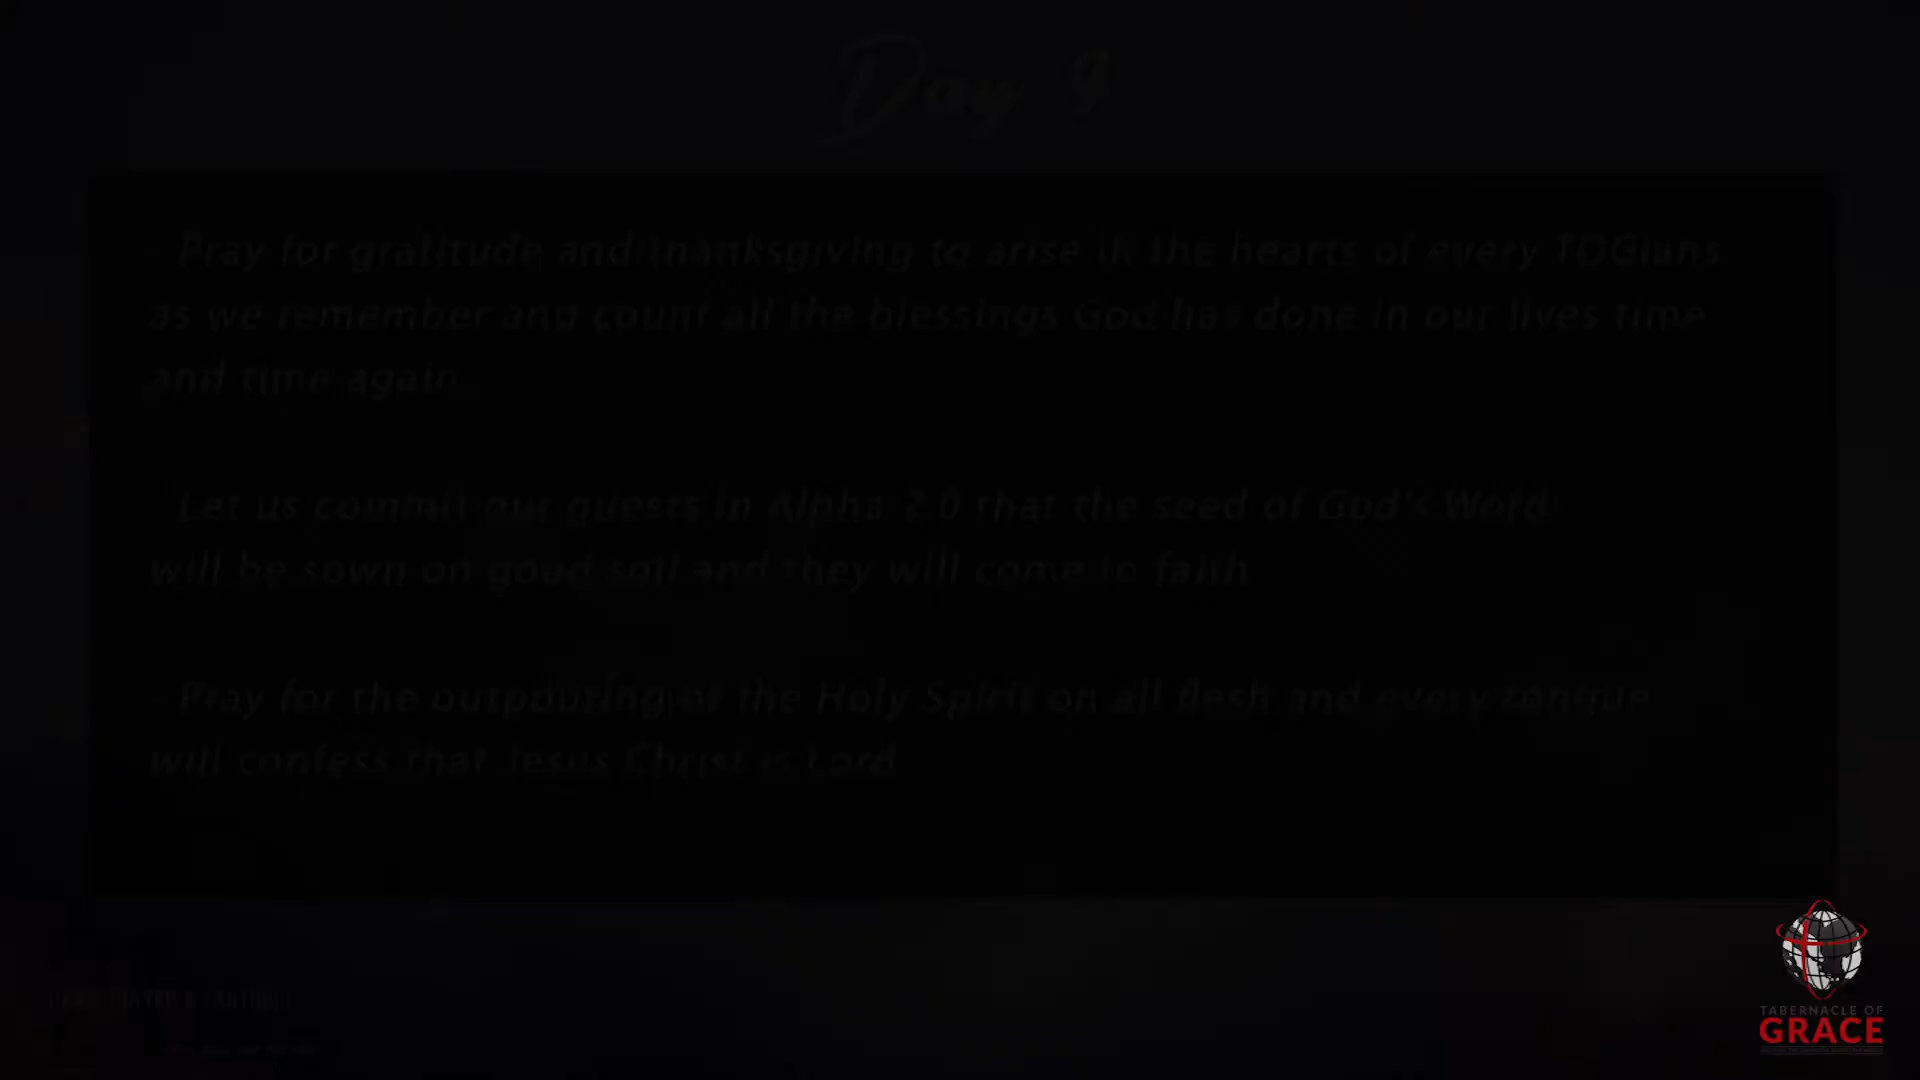 Day 9
- Pray for gratitude and thanksgiving to arise in the hearts of every TOGians
as we remember and count all the blessings God has done in our lives time
and time again.
- Let us commit our guests in Alpha 2.0 that the seed of God's Word
will be sown on good soil and they will come to faith
- Pray for the outpouring of the Holy Spirit on all flesh and every tongue
will confess that Jesus Christ is Lord
TABERNACLE OF
GRACE